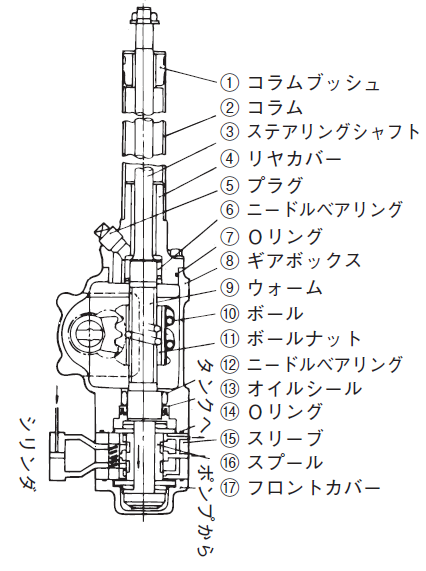 ① コラムブッシュ
② コラム
③ ステアリングシャフト
④ リヤカバー
⑤ プラグ
⑥ ニードルベアリング
⑦ Oリング
⑧ ギアボックス
⑨ ウォーム
⑩ ボール
⑪ ボールナット
⑫ ニードルベアリング
⑬ オイルシール
⑭ Oリング
⑮ スリーブ
⑯ スプール
⑰ フロントカバー
シリンダ
タンクへ
ポンプから